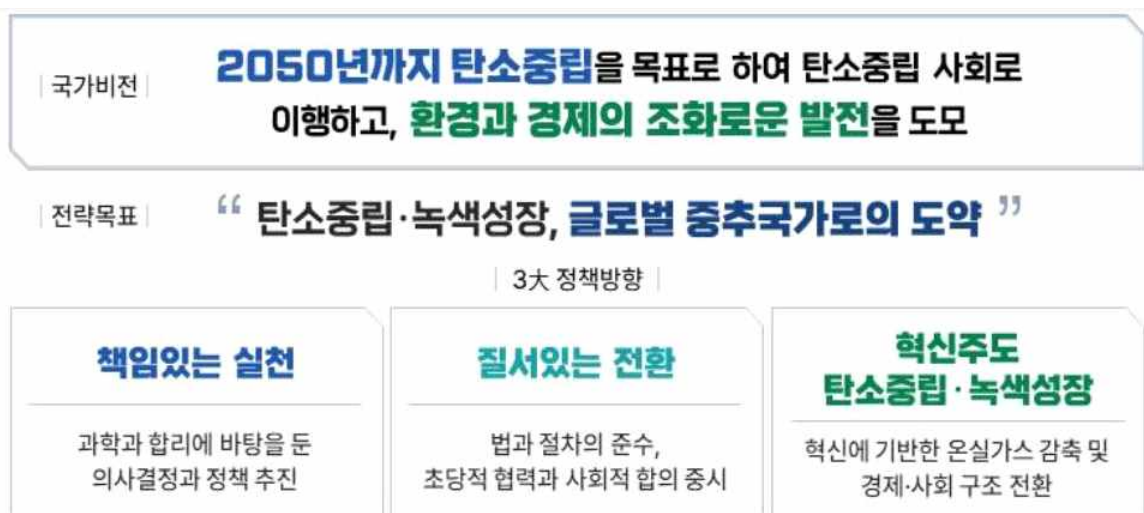 국가비전
2050년까지 탄소중립을 목표로 하여 탄소중립 사회로
이행하고, 환경과 경제의 조화로운 발전을 도모
전략목표
“ 탄소중립·녹색성장, 글로벌 중추국가로의 도약 ”
3大 정책방향
책임있는 실천
과학과 합리에 바탕을 둔
의사결정과 정책 추진
질서있는 전환
법과 절차의 준수,
초당적 협력과 사회적 합의 중시
혁신주도
탄소중립·녹색성장
혁신에 기반한 온실가스 감축 및
경제·사회 구조 전환